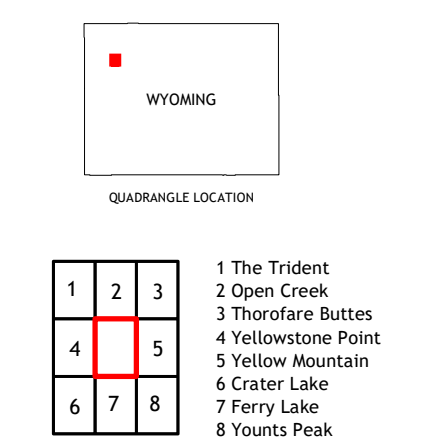 WYOMING
QUADRANGLE LOCATION
1 2 3
4 5
6 7 8
1 The Trident
2 Open Creek
3 Thorofare Buttes
4 Yellowstone Point
5 Yellow Mountain
6 Crater Lake
7 Ferry Lake
8 Younts Peak